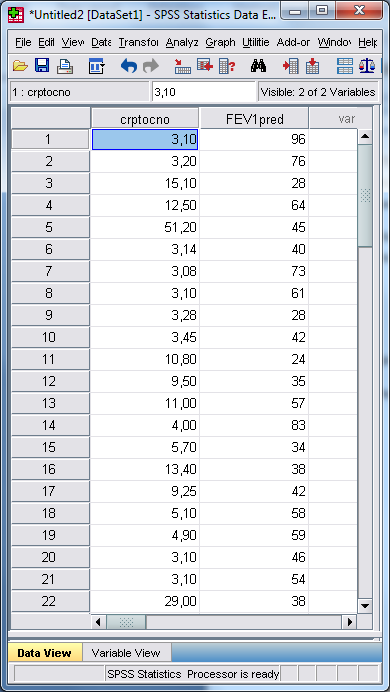 *Untitled2 [DataSet1] - SPSS Statistics Data E...
File Edit View Data Transfor Analyz Graph Utilitie Add-or Window Help
1 : crptocno 3,10 Visible: 2 of 2 Variables
crptocno FEV1pred var
1 3,10 96
2 3,20 76
3 15,10 28
4 12,50 64
5 51,20 45
6 3,14 40
7 3,08 73
8 3,10 61
9 3,28 28
10 3,45 42
11 10,80 24
12 9,50 35
13 11,00 57
14 4,00 83
15 5,70 34
16 13,40 38
17 9,25 42
18 5,10 58
19 4,90 59
20 3,10 46
21 3,10 54
22 29,00 38
Data View Variable View
SPSS Statistics Processor is ready